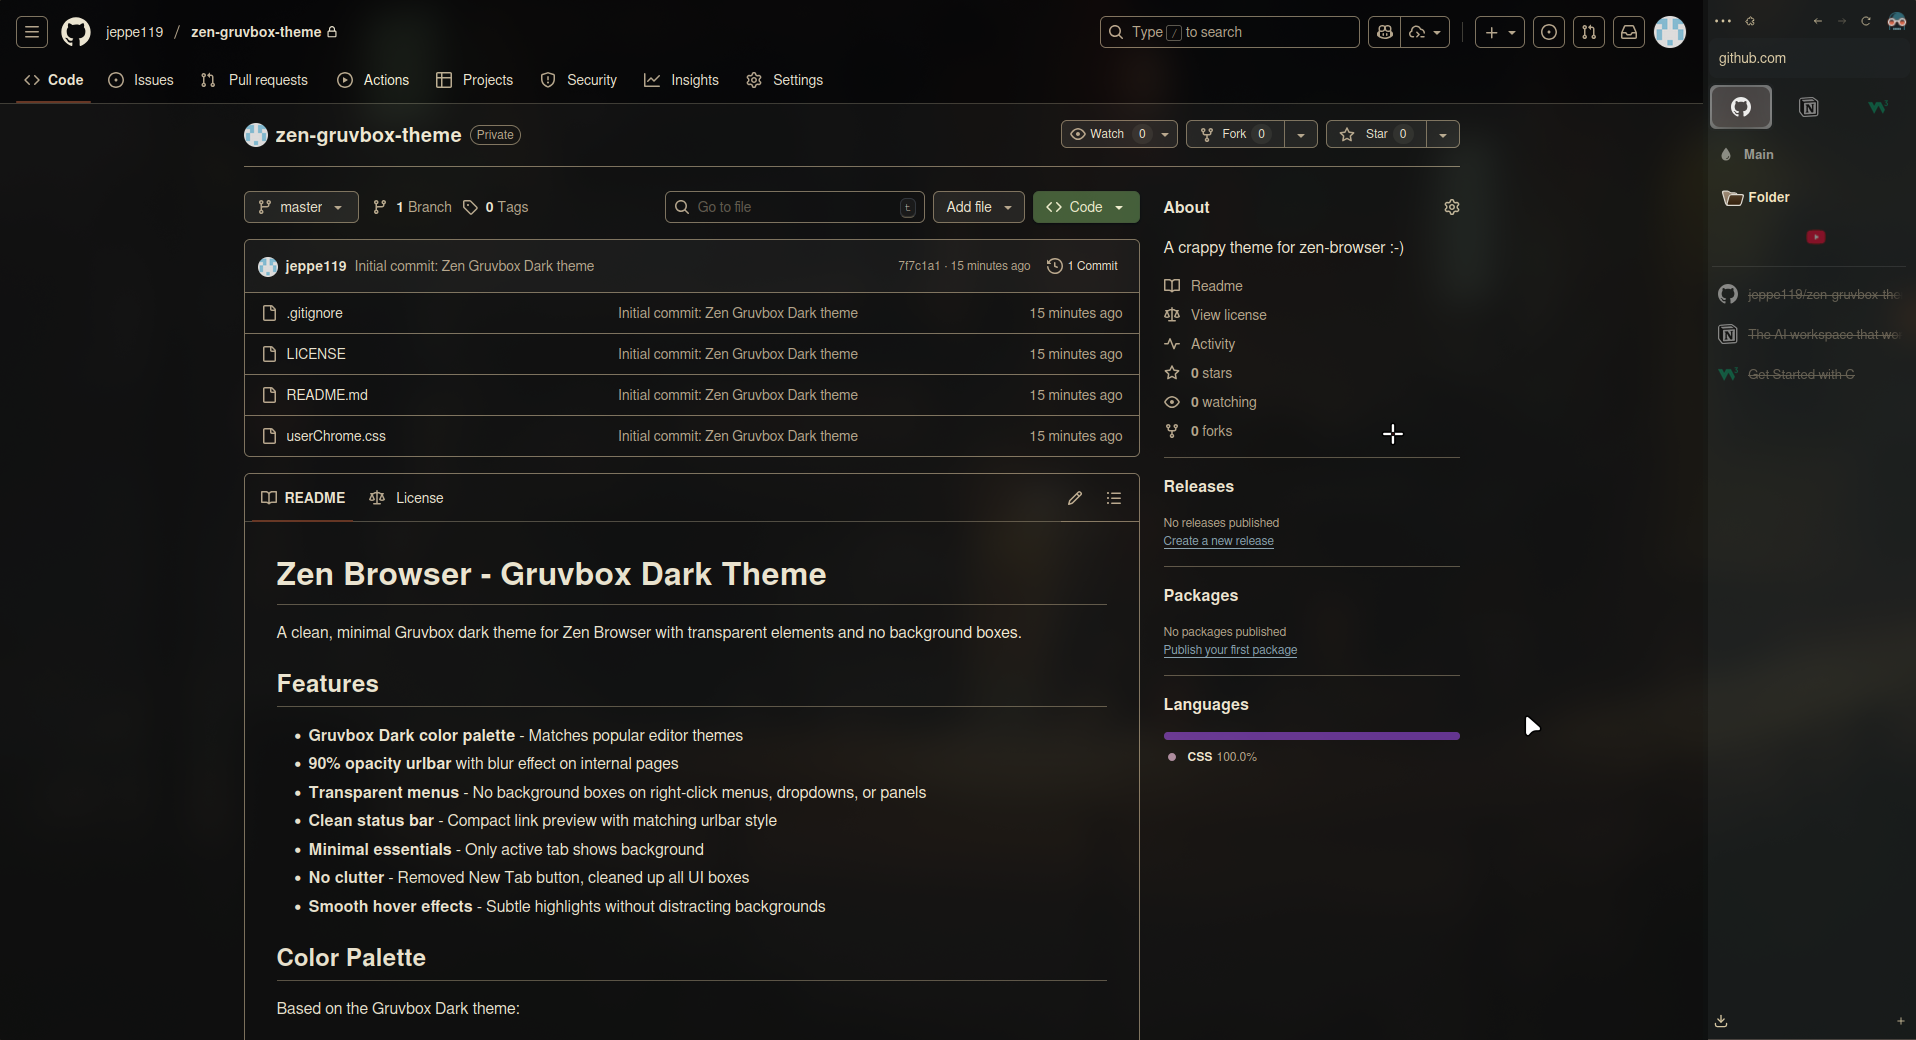 jeppe119 / zen-gruvbox-theme
Type / to search
Code Issues Pull requests Actions Projects Security Insights Settings
zen-gruvbox-theme Private
Watch 0 Fork 0 Star 0
master 1 Branch 0 Tags Go to file t Add file Code
jeppe119 Initial commit: Zen Gruvbox Dark theme 7f7c1a1 · 15 minutes ago 1 Commit
.gitignore Initial commit: Zen Gruvbox Dark theme 15 minutes ago
LICENSE Initial commit: Zen Gruvbox Dark theme 15 minutes ago
README.md Initial commit: Zen Gruvbox Dark theme 15 minutes ago
userChrome.css Initial commit: Zen Gruvbox Dark theme 15 minutes ago
README License
Zen Browser - Gruvbox Dark Theme
A clean, minimal Gruvbox dark theme for Zen Browser with transparent elements and no background boxes.
Features
• Gruvbox Dark color palette - Matches popular editor themes
• 90% opacity urlbar with blur effect on internal pages
• Transparent menus - No background boxes on right-click menus, dropdowns, or panels
• Clean status bar - Compact link preview with matching urlbar style
• Minimal essentials - Only active tab shows background
• No clutter - Removed New Tab button, cleaned up all UI boxes
• Smooth hover effects - Subtle highlights without distracting backgrounds
Color Palette
Based on the Gruvbox Dark theme:
About
A crappy theme for zen-browser :-)
Readme
View license
Activity
0 stars
0 watching
0 forks
Releases
No releases published
Create a new release
Packages
No packages published
Publish your first package
Languages
CSS 100.0%
github.com
Main
Folder
jeppe119/zen-gruvbox-the
The AI workspace that wo
Get Started with C